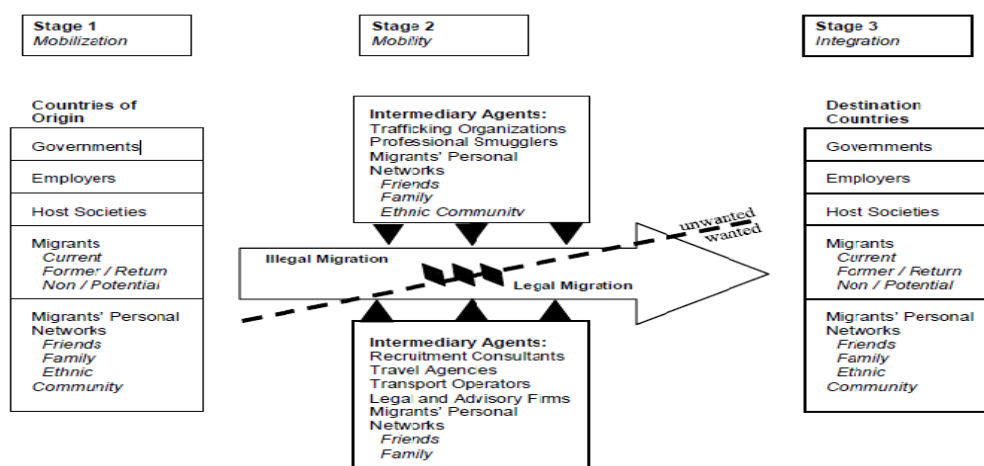 Stage 1
Mobilization
Stage 2
Mobility
Stage 3
Integration
Countries of
Origin
Governments
Employers
Host Societies
Migrants
Current
Former / Return
Non / Potential
Migrants' Personal
Networks
Friends
Family
Ethnic
Community
Intermediary Agents:
Trafficking Organizations
Professional Smugglers
Migrants' Personal
Networks
Friends
Family
Ethnic Community
unwanted
wanted
Illegal Migration
Legal Migration
Intermediary Agents:
Recruitment Consultants
Travel Agencies
Transport Operators
Legal and Advisory Firms
Migrants' Personal
Networks
Friends
Family
Destination
Countries
Governments
Employers
Host Societies
Migrants
Current
Former / Return
Non / Potential
Migrants' Personal
Networks
Friends
Family
Ethnic
Community